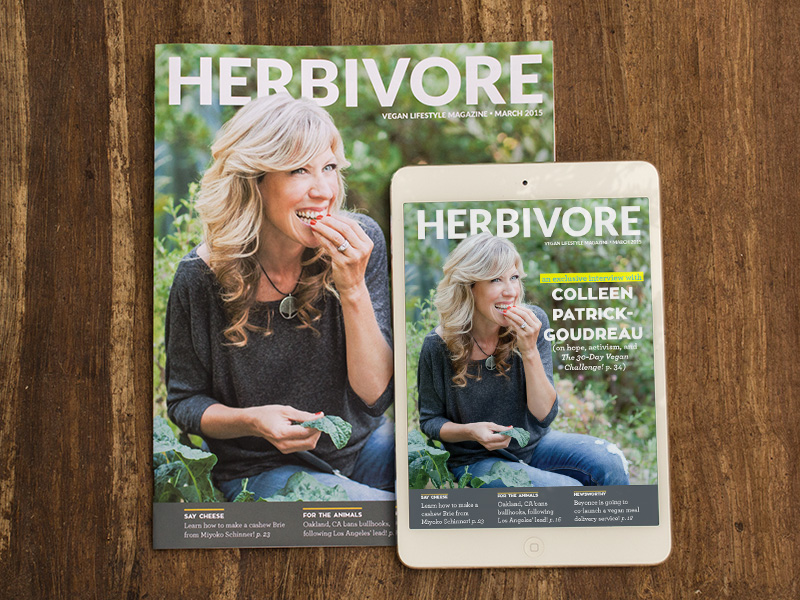 HERBIVORE
VEGAN LIFESTYLE MAGAZINE • MARCH 2015
SAY CHEESE
Learn how to make a cashew Brie
from Miyoko Schinner! p. 23
FOR THE ANIMALS
Oakland, CA bans bullhooks,
following Los Angeles' lead! p.
HERBIVORE
VEGAN LIFESTYLE MAGAZINE • MARCH 2015
an exclusive interview with
COLLEEN
PATRICK-
GOUDREAU
(on hope, activism, and
The 30-Day Vegan
Challenge! p. 34)
SAY CHEESE
Learn how to make a
cashew Brie from
Miyoko Schinner! p. 23
FOR THE ANIMALS
Oakland, CA bans
bullhooks, following
Los Angeles' lead! p. 16
NEWSWORTHY
Beyonce is going to
co-launch a vegan meal
delivery service! p. 12